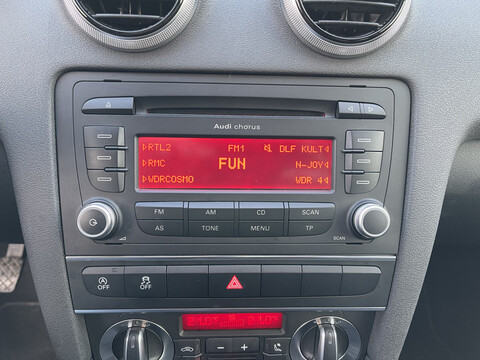 Audi chorus
RTL2 FM1 DLF KULT
RMC FUN N-JOY
WDRCOSMO WDR 4
FM AM CD SCAN
AS TONE MENU TP
SCAN
OFF OFF